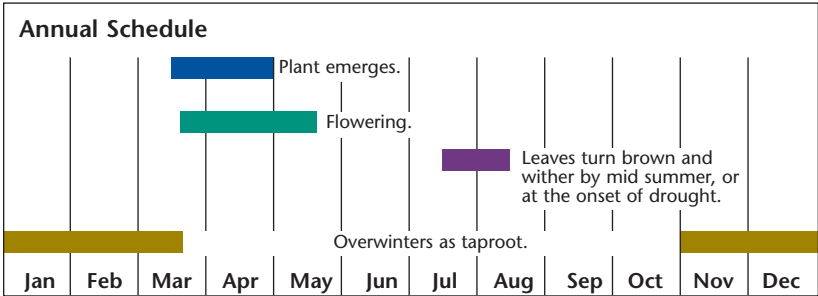 Annual Schedule
Plant emerges.
Flowering.
Leaves turn brown and
wither by mid summer, or
at the onset of drought.
Overwinters as taproot.
Jan Feb Mar Apr May Jun Jul Aug Sep Oct Nov Dec